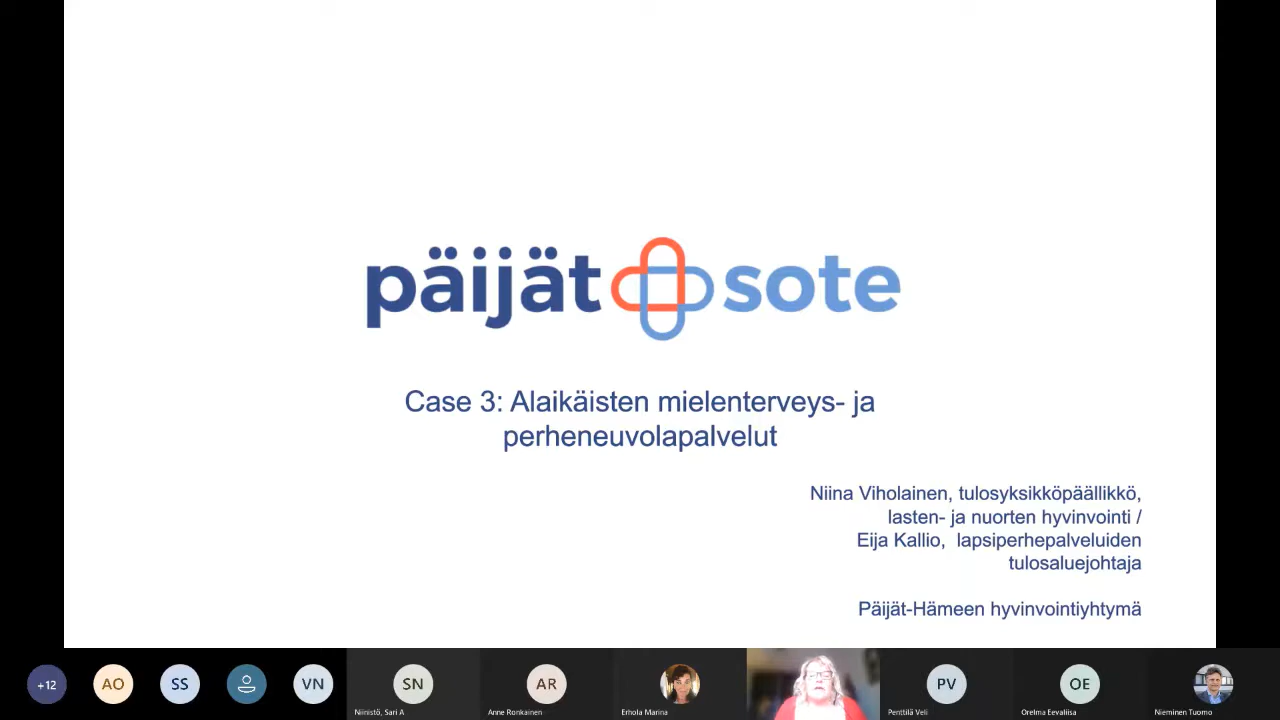 päijät sote
Case 3: Alaikäisten mielenterveys- ja
perheneuvolapalvelut
Niina Viholainen, tulosyksikköpäällikkö,
lasten- ja nuorten hyvinvointi /
Eija Kallio, lapsiperhepalveluiden
tulosaluejohtaja
Päijät-Hämeen hyvinvointiyhtymä
+12
AO
SS
VN
SN
Niinistö, Sari A
AR
Anne Ronkainen
Erhola Marina
PV
Penttilä Veli
OE
Orelma Eevaliisa
Nieminen Tuomo